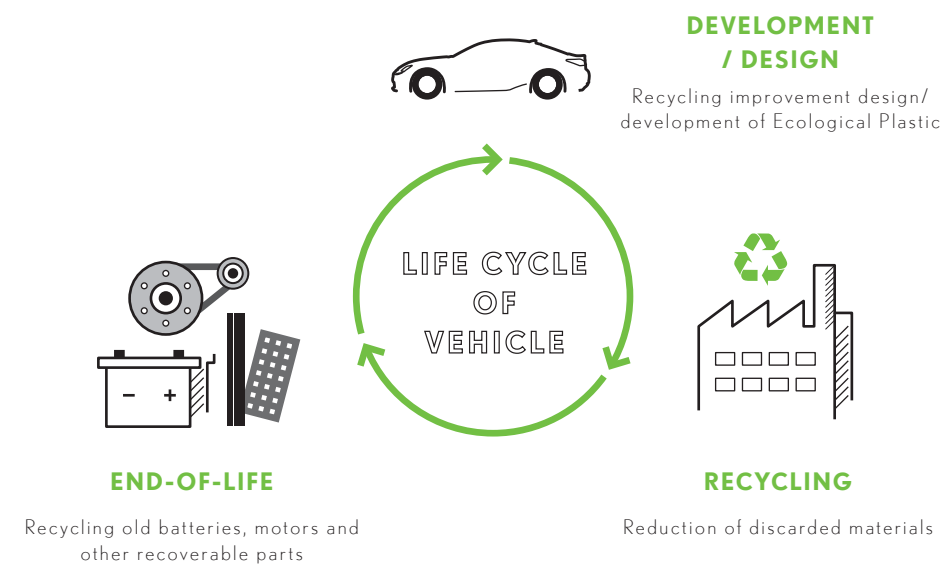 DEVELOPMENT
/ DESIGN
Recycling improvement design/
development of Ecological Plastic
LIFE CYCLE
OF
VEHICLE
END-OF-LIFE
Recycling old batteries, motors and
other recoverable parts
RECYCLING
Reduction of discarded materials